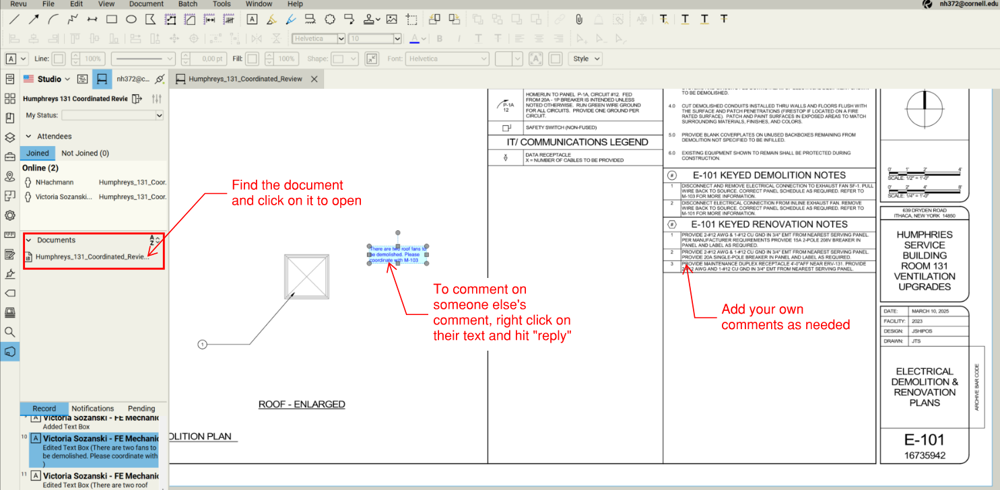 Revu File Edit View Document Batch Tools Window Help
nh372@cornell.edu
Helvetica 10
Line: 100% 0,00 pt Fill: 100% Shape: Font: Helvetica Style
Studio nh372@c...
Humphreys_131_Coordinated_Review
Humphreys 131 Coordinated Revie
My Status:
Attendees
Joined Not Joined (0)
Online (2)
NHachmann Humphreys_131_Coor.
Victoria Sozanski... Humphreys_131_Coor.
Documents
Humphreys_131_Coordinated_Revie...
Record Notifications Pending
Victoria Sozanski - FE Mechanic
Added Text Box
10 A Victoria Sozanski - FE Mechanic
Edited Text Box (There are two fans to
be demolished. Please coordinate with
)
11 A Victoria Sozanski - FE Mechanic
Edited Text Box (There are two roof
Find the document
and click on it to open
There are two roof fans to
be demolished. Please
coordinate with M-103
To comment on
someone else's
comment, right click on
their text and hit "reply"
1
ROOF - ENLARGED
OLITION PLAN
P-1A
12
HOMERUN TO PANEL P-1A, CIRCUIT #12. FED
FROM 20A - 1P BREAKER IS INTENDED UNLESS
NOTED OTHERWISE. RUN GREEN WIRE GROUND
FOR ALL CIRCUITS. PROVIDE ONE GROUND PER
CIRCUIT.
SAFETY SWITCH (NON-FUSED)
IT/ COMMUNICATIONS LEGEND
X
DATA RECEPTACLE
X = NUMBER OF CABLES TO BE PROVIDED
TO BE DEMOLISHED.
4.0 CUT DEMOLISHED CONDUITS INSTALLED THRU WALLS AND FLOORS FLUSH WITH
THE SURFACE AND PATCH PENETRATIONS (FIRESTOP IF LOCATED ON A FIRE
RATED SURFACE). PATCH AND PAINT SURFACES IN EXPOSED AREAS TO MATCH
SURROUNDING MATERIALS, FINISHES, AND COLORS.
5.0 PROVIDE BLANK COVERPLATES ON UNUSED BACKBOXES REMAINING FROM
DEMOLITION NOT SPECIFIED TO BE INFILLED.
6.0 EXISTING EQUIPMENT SHOWN TO REMAIN SHALL BE PROTECTED DURING
CONSTRUCTION.
# E-101 KEYED DEMOLITION NOTES
1 DISCONNECT AND REMOVE ELECTRICAL CONNECTION TO EXHAUST FAN SF-1. PULL
WIRE BACK TO SOURCE. CORRECT PANEL SCHEDULE AS REQUIRED. REFER TO
M-103 FOR MORE INFORMATION.
2 DISCONNECT ELECTRICAL CONNECTION FROM INLINE EXHAUST FAN. REMOVE
WIRE BACK TO SOURCE. CORRECT PANEL SCHEDULE AS REQUIRED. REFER TO
M-101 FOR MORE INFORMATION.
# E-101 KEYED RENOVATION NOTES
1 PROVIDE 2-#12 AWG & 1-#12 CU GND IN 3/4" EMT FROM NEAREST SERVING PANEL.
PER MANUFACTURER REQUIREMENTS PROVIDE 15A 2-POLE 208V BREAKER IN
PANEL AND LABEL AS REQUIRED.
2 PROVIDE 2-#12 AWG & 1-#12 CU GND IN 3/4" EMT FROM NEAREST SERVING PANEL.
PROVIDE 20A SINGLE-POLE BREAKER IN PANEL AND LABEL AS REQUIRED.
3 PROVIDE MAINTENANCE DUPLEX RECEPTACLE 4'-0"AFF NEAR ERV-131. PROVIDE
2-#12 AWG AND 1-#12 CU GND IN 3/4" EMT FROM NEAREST SERVING PANEL.
Add your own
comments as needed
0' 1' 2' 4'
SCALE: 1/2" = 1'-0"
0' 2' 4' 8'
SCALE: 1/4" = 1'-0"
639 DRYDEN ROAD
ITHACA, NEW YORK 14850
HUMPHRIES
SERVICE
BUILDING
ROOM 131
VENTILATION
UPGRADES
DATE: MARCH 10, 2025
FACILITY: 2023
DESIGN: JSHIPOS
DRAWN: JTS
ELECTRICAL
DEMOLITION &
RENOVATION
PLANS
ARCHIVE BAR CODE
E-101
16735942